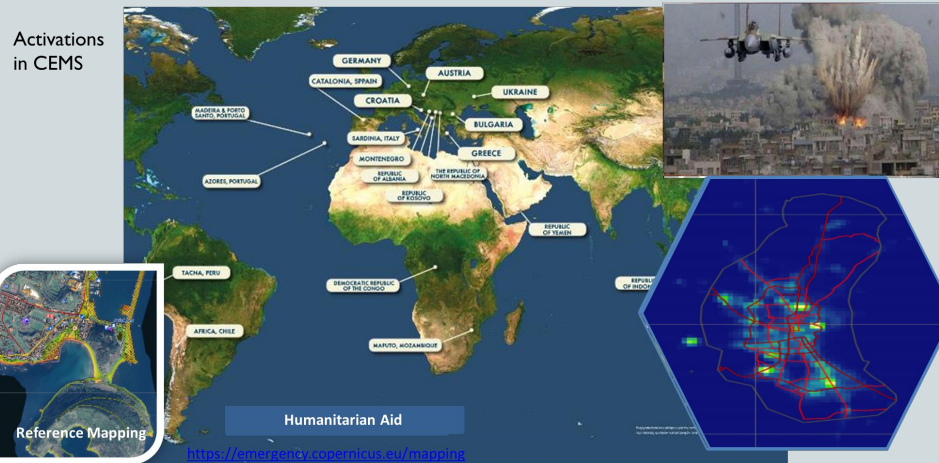 Activations
in CEMS
GERMANY
CATALONIA, SPPAIN
AUSTRIA
UKRAINE
CROATIA
MADEIRA & PORTO
SANTO, PORTUGAL
BULGARIA
SARDINIA, ITALY
GREECE
MONTENEGRO
REPUBLIC
OF ALBANIA
THE REPUBLIC OF
NORTH MACEDONIA
AZORES, PORTUGAL
REPUBLIC
OF KOSOVO
REPUBLIC
OF YEMEN
TACNA, PERU
DEMOCRATIC REPUBLIC
OF THE CONGO
REPUBL
OF INDON
AFRICA, CHILE
MAPUTO, MOZAMBIQUE
Humanitarian Aid
Reference Mapping
https://emergency.copernicus.eu/mapping